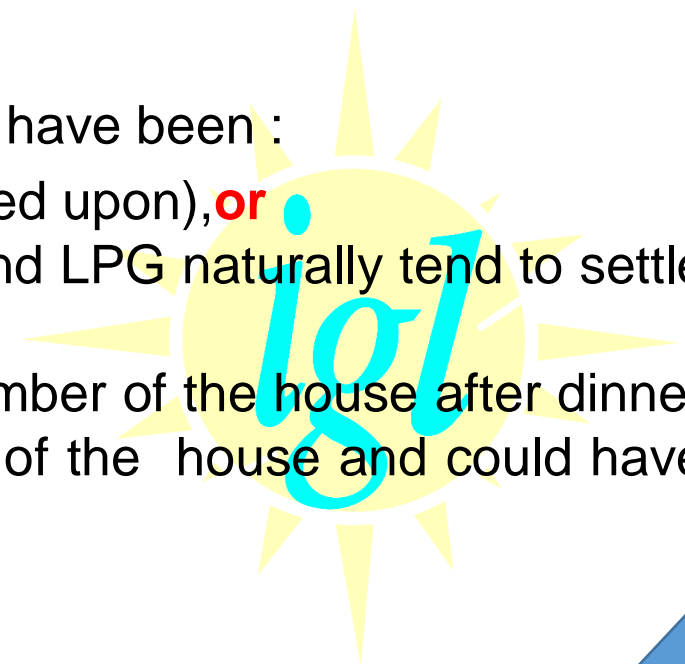 have been :
ed upon),or
nd LPG naturally tend to settle
mber of the house after dinne
of the house and could have
igl